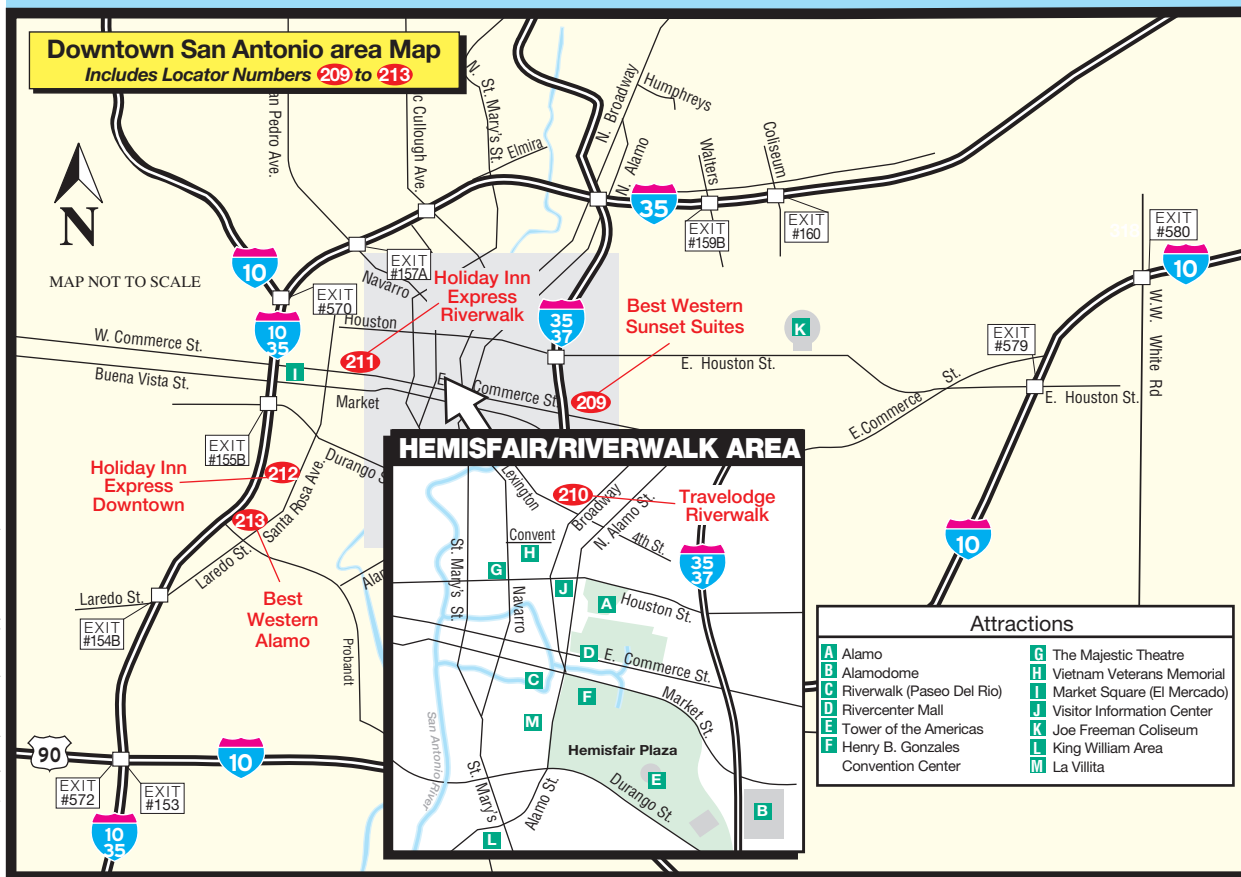 Downtown San Antonio area Map
Includes Locator Numbers 209 to 213
N
MAP NOT TO SCALE
an Pedro Ave.
c Cullough Ave.
N. St. Mary's St.
Elmira
N. Broadway
Humphreys
N. Alamo
Walters
Coliseum
35
EXIT
#159B
EXIT
#160
EXIT
#580
10
W.W. White Rd
10
EXIT
#157A
Navarro
EXIT
#570
10
35
Holiday Inn
Express
Riverwalk
211
Houston
35
37
Best Western
Sunset Suites
209
K
E. Houston St.
EXIT
#579
E. Houston St.
E.Commerce St.
W. Commerce St.
Buena Vista St.
I
Market
E. Commerce St.
EXIT
#155B
Durango S
Holiday Inn
Express
Downtown
212
213
Santa Rosa Ave.
Laredo St.
Laredo St.
EXIT
#154B
Best
Western
Alamo
Ala
Probandt
San Antonio River
90
10
EXIT
#572
EXIT
#153
10
35
10
HEMISFAIR/RIVERWALK AREA
Lexington
210
Broadway
Travelodge
Riverwalk
N. Alamo St.
4th St.
Convent
H
G
St. Mary's St.
Navarro
J
A
Houston St.
35
37
D
E. Commerce St.
C
F
Market St.
M
Hemisfair Plaza
E
Durango St.
St. Mary's
Alamo St.
L
B
Attractions
A Alamo
B Alamodome
C Riverwalk (Paseo Del Rio)
D Rivercenter Mall
E Tower of the Americas
F Henry B. Gonzales
Convention Center
G The Majestic Theatre
H Vietnam Veterans Memorial
I Market Square (El Mercado)
J Visitor Information Center
K Joe Freeman Coliseum
L King William Area
M La Villita